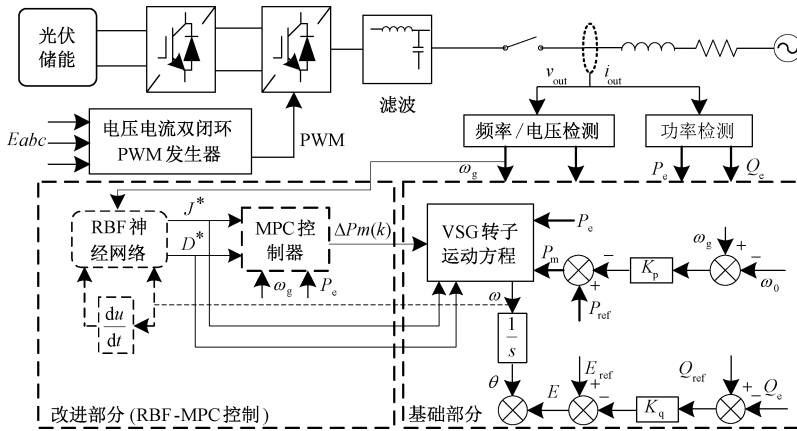 光伏
储能
滤波
v_out
i_out
Eabc
电压电流双闭环
PWM 发生器
PWM
频率/电压检测
功率检测
ω_g
P_e
Q_e
RBF 神
经网络
J*
D*
MPC 控
制器
ΔPm(k)
ω_g
P_e
du
dt
VSG 转子
运动方程
P_e
P_m
P_ref
+
−
K_p
ω_g
+
−
ω_0
ω
1
s
θ
E
E_ref
+
−
K_q
Q_ref
+
−
Q_e
改进部分 (RBF-MPC 控制)
基础部分